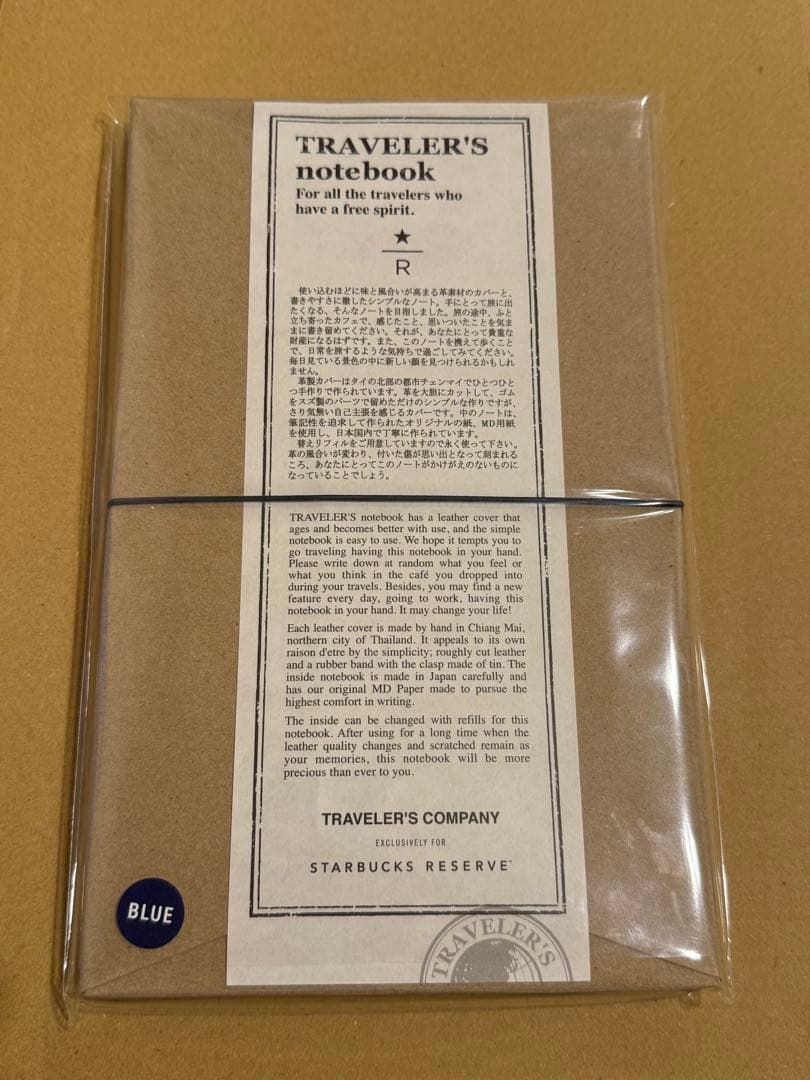 TRAVELER'S
notebook
For all the travelers who
have a free spirit.
★
R
使い込むほどに味と風合いが高まる革素材のカバーと、
書きやすさに徹したシンプルなノート。手にとって旅に出
たくなる、そんなノートを目指しました。旅の途中、ふと
立ち寄ったカフェで、感じたこと、思いついたことを気ま
まに書き留めてください。それが、あなたにとって貴重な
財産になるはずです。また、このノートを携えて歩くこと
で、日常を旅するような気持ちで過ごしてみてください。
毎日見ている景色の中に新しい顔を見つけられるかもしれ
ません。
革製カバーはタイの北部の都市チェンマイでひとつひと
つ手作りで作られています。革を大胆にカットして、ゴム
をスズ製のパーツで留めただけのシンプルな作りですが、
さり気無い自己主張を感じるカバーです。中のノートは、
筆記性を追求して作られたオリジナルの紙、MD用紙
を使用し、日本国内で丁寧に作られています。
替えリフィルをご用意していますので永く使って下さい。
革の風合いが変わり、付いた傷が思い出となって刻まれる
ころ、あなたにとってこのノートがかけがえのないものに
なっていることでしょう。
TRAVELER'S notebook has a leather cover that
ages and becomes better with use, and the simple
notebook is easy to use. We hope it tempts you to
go traveling having this notebook in your hand.
Please write down at random what you feel or
what you think in the café you dropped into
during your travels. Besides, you may find a new
feature every day, going to work, having this
notebook in your hand. It may change your life!
Each leather cover is made by hand in Chiang Mai,
northern city of Thailand. It appeals to its own
raison d'etre by the simplicity; roughly cut leather
and a rubber band with the clasp made of tin. The
inside notebook is made in Japan carefully and
has our original MD Paper made to pursue the
highest comfort in writing.
The inside can be changed with refills for this
notebook. After using for a long time when the
leather quality changes and scratched remain as
your memories, this notebook will be more
precious than ever to you.
TRAVELER'S COMPANY
EXCLUSIVELY FOR
STARBUCKS RESERVE™
BLUE
TRAVELER'S